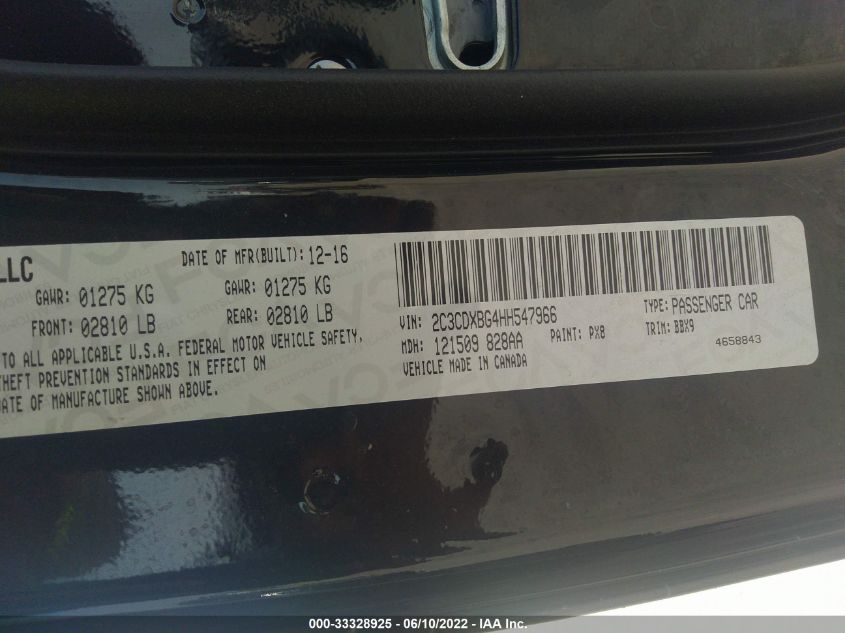 LLC
DATE OF MFR(BUILT): 12-16
GAWR: 01275 KG
GAWR: 01275 KG
FRONT: 02810 LB
REAR: 02810 LB
TO ALL APPLICABLE U.S.A. FEDERAL MOTOR VEHICLE SAFETY,
THEFT PREVENTION STANDARDS IN EFFECT ON
DATE OF MANUFACTURE SHOWN ABOVE.
VIN: 2C3CDXBG4HH547966
TYPE: PASSENGER CAR
MDH: 121509 828AA
PAINT: PX8
TRIM: BBX9
VEHICLE MADE IN CANADA
4658843
000-33328925 - 06/10/2022 - IAA Inc.